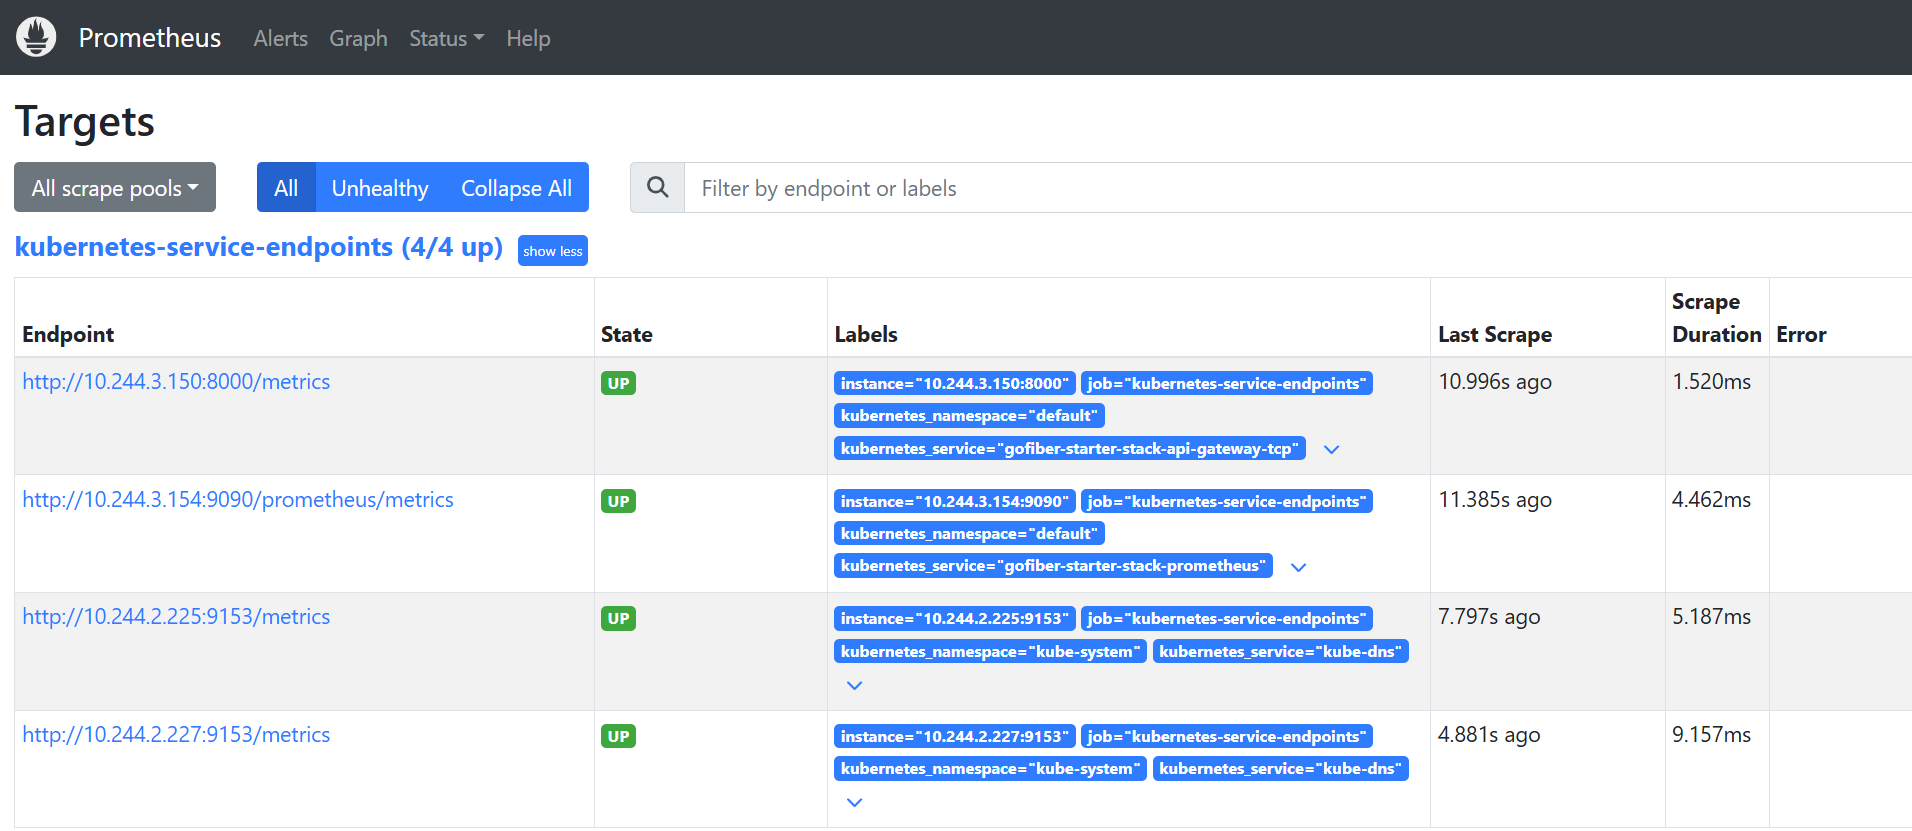 Prometheus Alerts Graph Status Help
Targets
All scrape pools All Unhealthy Collapse All Filter by endpoint or labels
kubernetes-service-endpoints (4/4 up) show less
Endpoint State Labels Last Scrape Scrape Duration Error
http://10.244.3.150:8000/metrics UP instance="10.244.3.150:8000" job="kubernetes-service-endpoints" 10.996s ago 1.520ms
kubernetes_namespace="default"
kubernetes_service="gofiber-starter-stack-api-gateway-tcp"
http://10.244.3.154:9090/prometheus/metrics UP instance="10.244.3.154:9090" job="kubernetes-service-endpoints" 11.385s ago 4.462ms
kubernetes_namespace="default"
kubernetes_service="gofiber-starter-stack-prometheus"
http://10.244.2.225:9153/metrics UP instance="10.244.2.225:9153" job="kubernetes-service-endpoints" 7.797s ago 5.187ms
kubernetes_namespace="kube-system" kubernetes_service="kube-dns"
http://10.244.2.227:9153/metrics UP instance="10.244.2.227:9153" job="kubernetes-service-endpoints" 4.881s ago 9.157ms
kubernetes_namespace="kube-system" kubernetes_service="kube-dns"